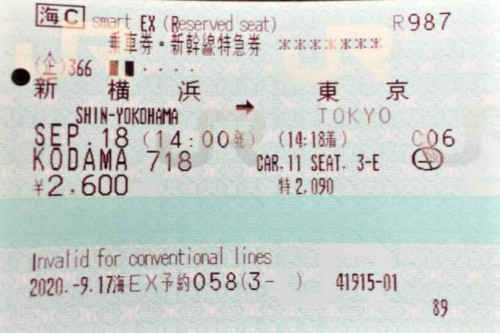 海C smart EX (Reserved seat) R987
乗車券・新幹線特急券 *******
(企)366 ・・・・
新横浜 → 東京
SHIN-YOKOHAMA TOKYO
SEP.18 (14:00発) (14:18着) C06
KODAMA 718 CAR.11 SEAT. 3-E
¥2,600 特2,090
Invalid for conventional lines
2020.-9.17海EX予約058(3- ) 41915-01
89